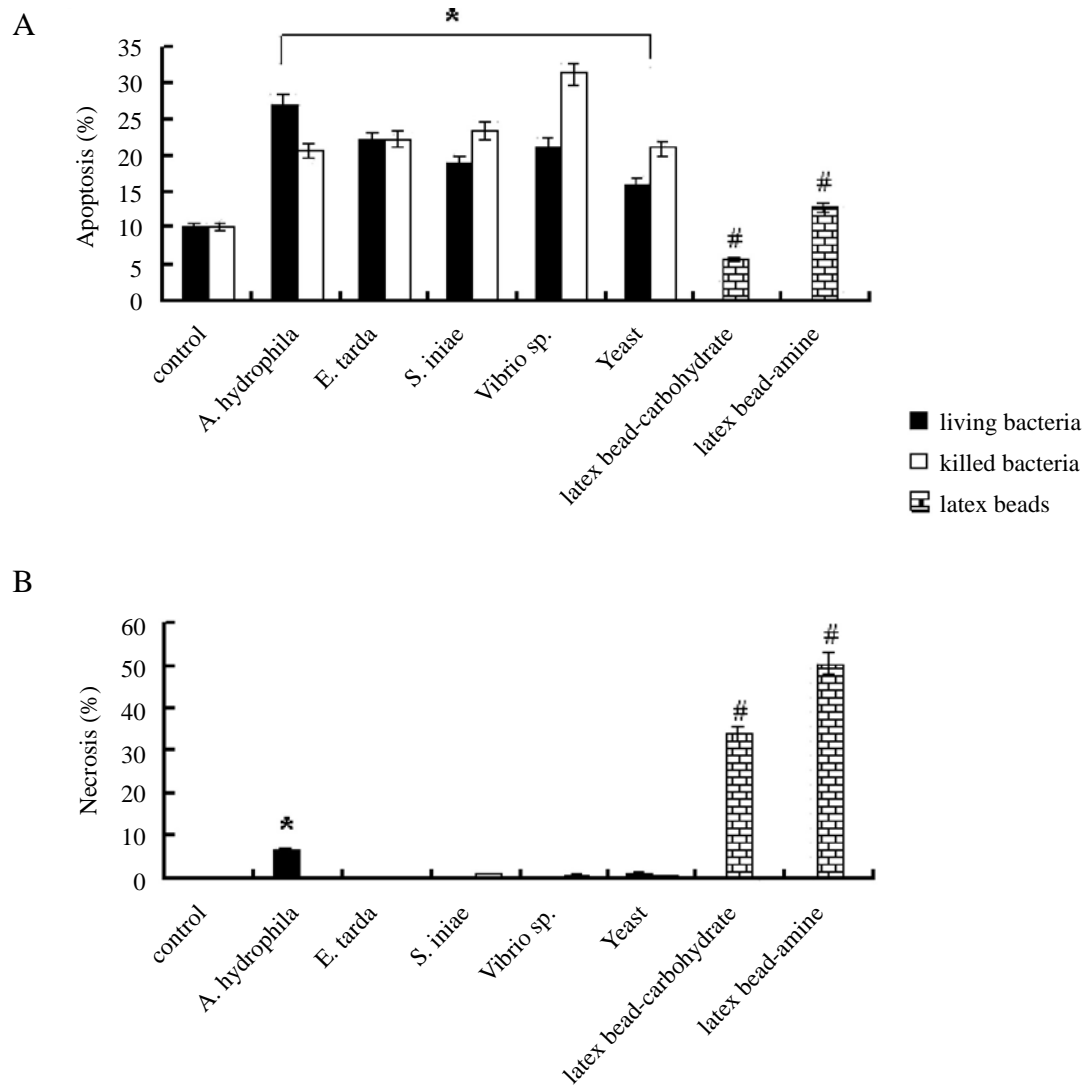 A
*
35
30
25
20
15
10
5
0
Apoptosis (%)
#
#
control
A. hydrophila
E. tarda
S. iniae
Vibrio sp.
Yeast
latex bead-carbohydrate
latex bead-amine
living bacteria
killed bacteria
latex beads
B
60
50
40
30
20
10
0
Necrosis (%)
*
#
#
control
A. hydrophila
E. tarda
S. iniae
Vibrio sp.
Yeast
latex bead-carbohydrate
latex bead-amine